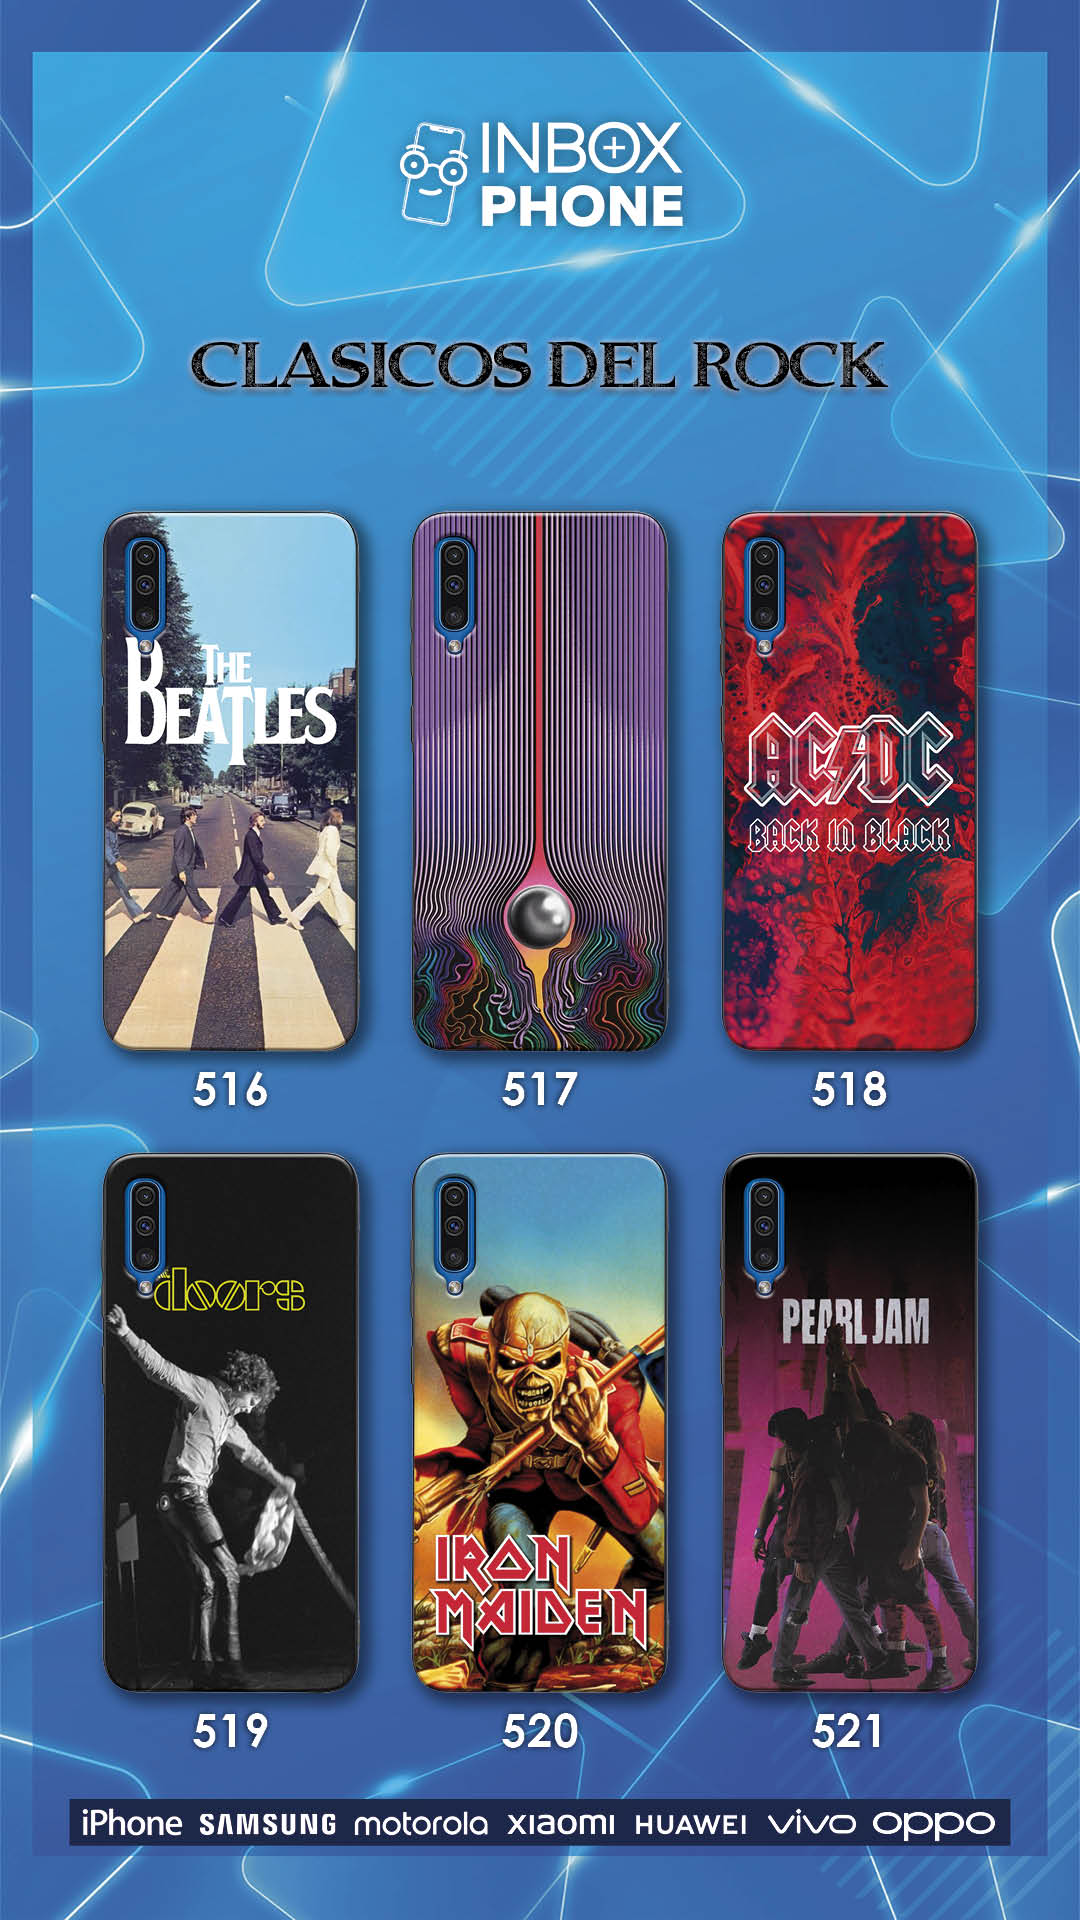 INBOX
PHONE
CLASICOS DEL ROCK
THE
BEATLES
AC/DC
BACK IN BLACK
516
517
518
THE
doors
PEARL JAM
IRON
MAIDEN
519
520
521
iPhone SAMSUNG motorola xiaomi HUAWEI vivo oppo